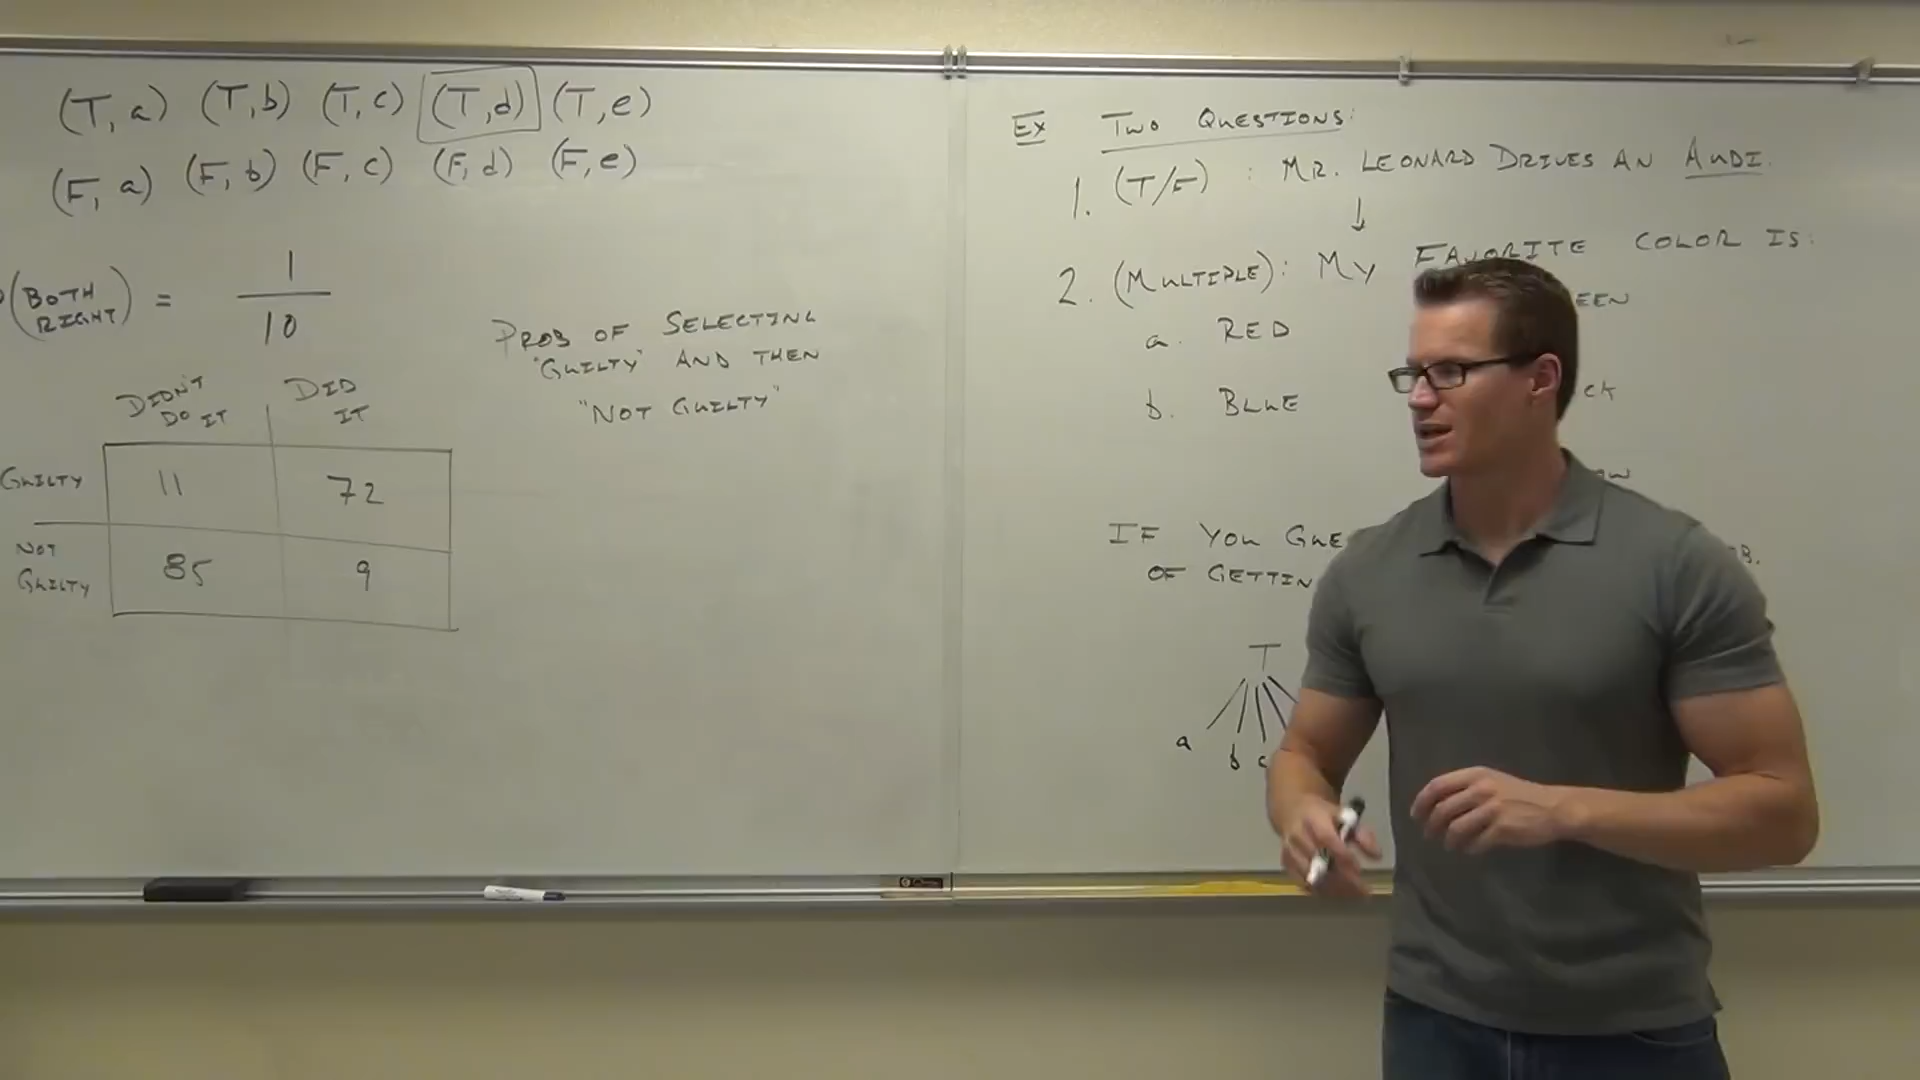 (T, a) (T, b) (T, c) (T, d) (T, e)
(F, a) (F, b) (F, c) (F, d) (F, e)
(BOTH RIGHT) = 1/10
PROB OF SELECTING
"GUILTY" AND THEN
"NOT GUILTY"
DIDN'T DO IT DID IT
GUILTY 11 72
NOT GUILTY 85 9
EX TWO QUESTIONS:
1. (T/F) : MR. LEONARD DRIVES AN AUDI.
↓
2. (MULTIPLE): MY FAVORITE COLOR IS:
a. RED
b. BLUE
IF YOU
OF
T
a b c